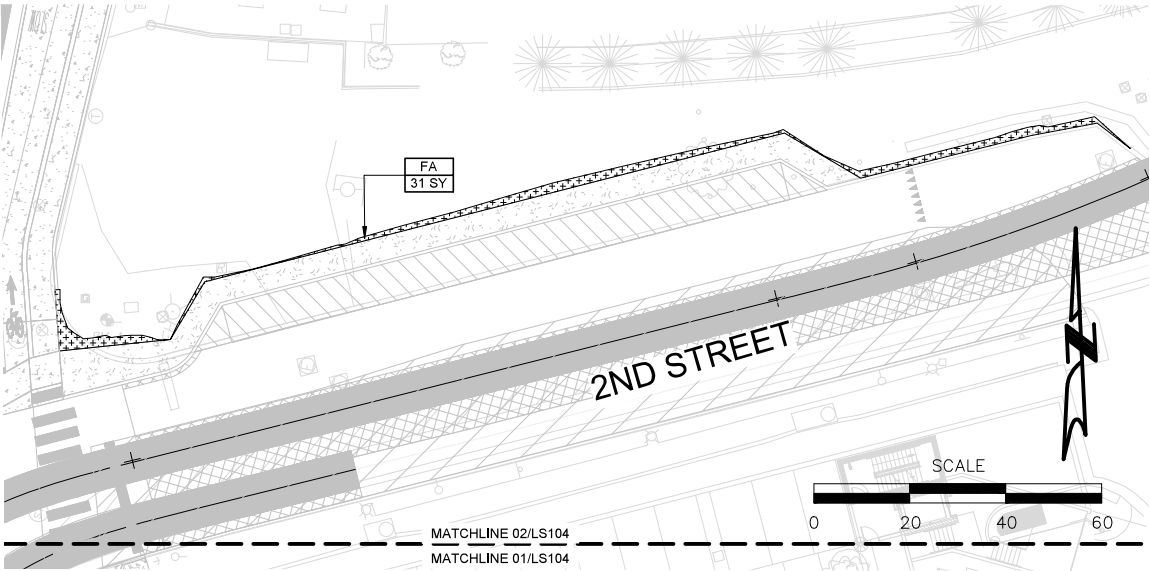 FA
31 SY
2ND STREET
SCALE
0 20 40 60
MATCHLINE 02/LS104
MATCHLINE 01/LS104